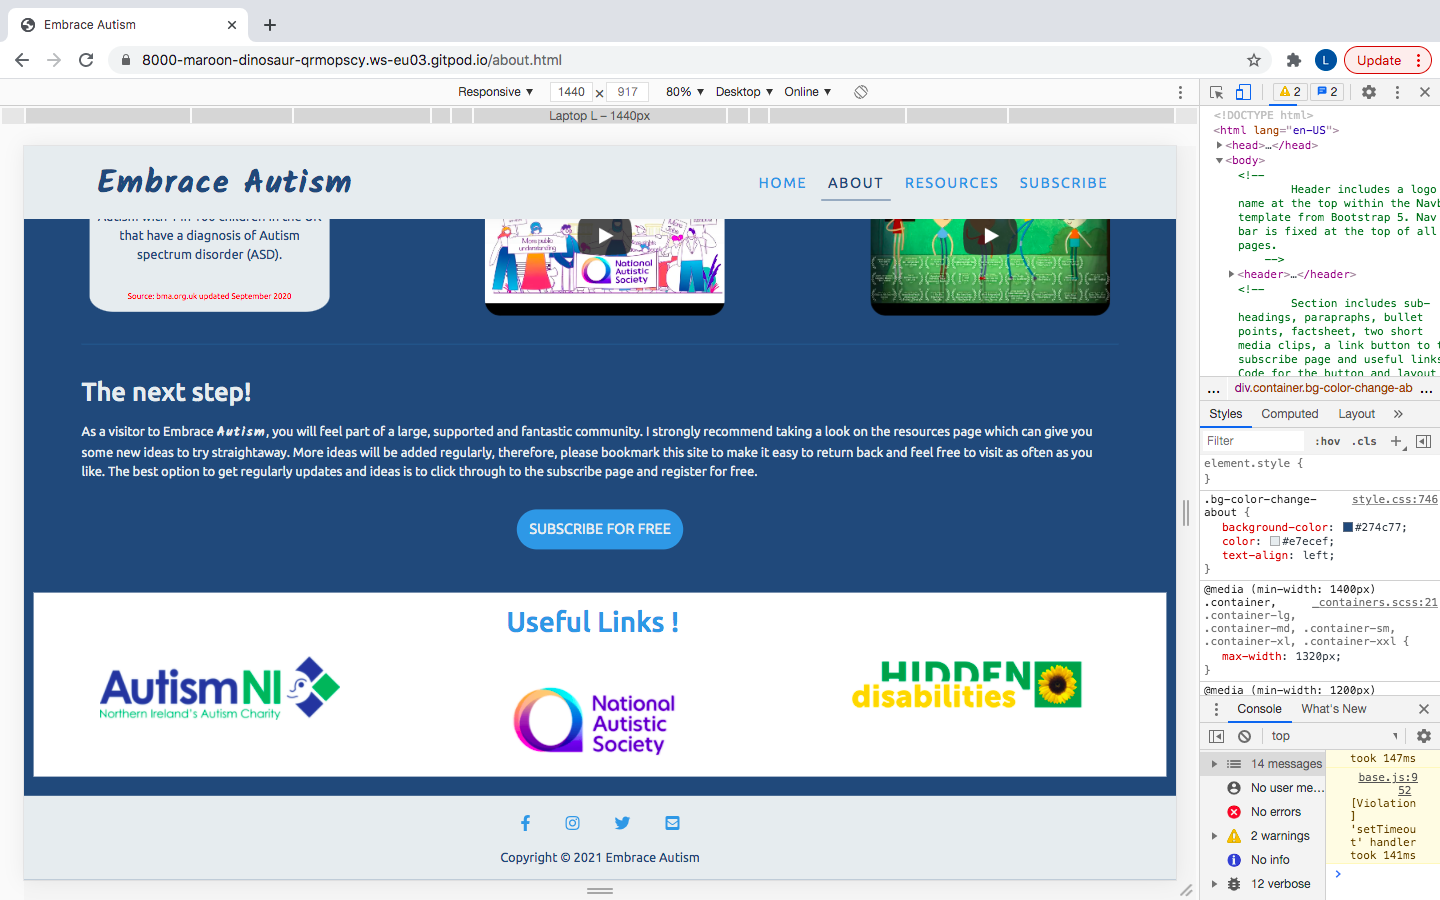 Embrace Autism
8000-maroon-dinosaur-qrmopscy.ws-eu03.gitpod.io/about.html
L
Update
Responsive ▼ 1440 x 917 80% ▼ Desktop ▼ Online ▼
2 2
Laptop L – 1440px
Embrace Autism
HOME ABOUT RESOURCES SUBSCRIBE
that have a diagnosis of Autism
spectrum disorder (ASD).
Source: bma.org.uk updated September 2020
More public
understanding
National
Autistic
Society
The next step!
As a visitor to Embrace Autism, you will feel part of a large, supported and fantastic community. I strongly recommend taking a look on the resources page which can give you
some new ideas to try straightaway. More ideas will be added regularly, therefore, please bookmark this site to make it easy to return back and feel free to visit as often as you
like. The best option to get regularly updates and ideas is to click through to the subscribe page and register for free.
SUBSCRIBE FOR FREE
Useful Links !
AutismNI
Northern Ireland's Autism Charity
National
Autistic
Society
HIDDEN
disabilities
Copyright © 2021 Embrace Autism
<!DOCTYPE html>
<html lang="en-US">
<head>…</head>
<body>
<!--
Header includes a logo
name at the top within the Navb
template from Bootstrap 5. Nav
bar is fixed at the top of all
pages.
-->
<header>…</header>
<!--
Section includes sub-
headings, parapraphs, bullet
points, factsheet, two short
media clips, a link button to t
subscribe page and useful links
Code for the button and layout
… div.container.bg-color-change-ab …
Styles Computed Layout »
Filter :hov .cls +
element.style {
}
.bg-color-change- style.css:746
about {
background-color: #274c77;
color: #e7ecef;
text-align: left;
}
@media (min-width: 1400px)
.container, _containers.scss:21
.container-lg,
.container-md, .container-sm,
.container-xl, .container-xxl {
max-width: 1320px;
}
@media (min-width: 1200px)
Console What's New
top
14 messages
No user me…
No errors
2 warnings
No info
12 verbose
took 147ms
base.js:9
52
[Violation
]
'setTimeou
t' handler
took 141ms